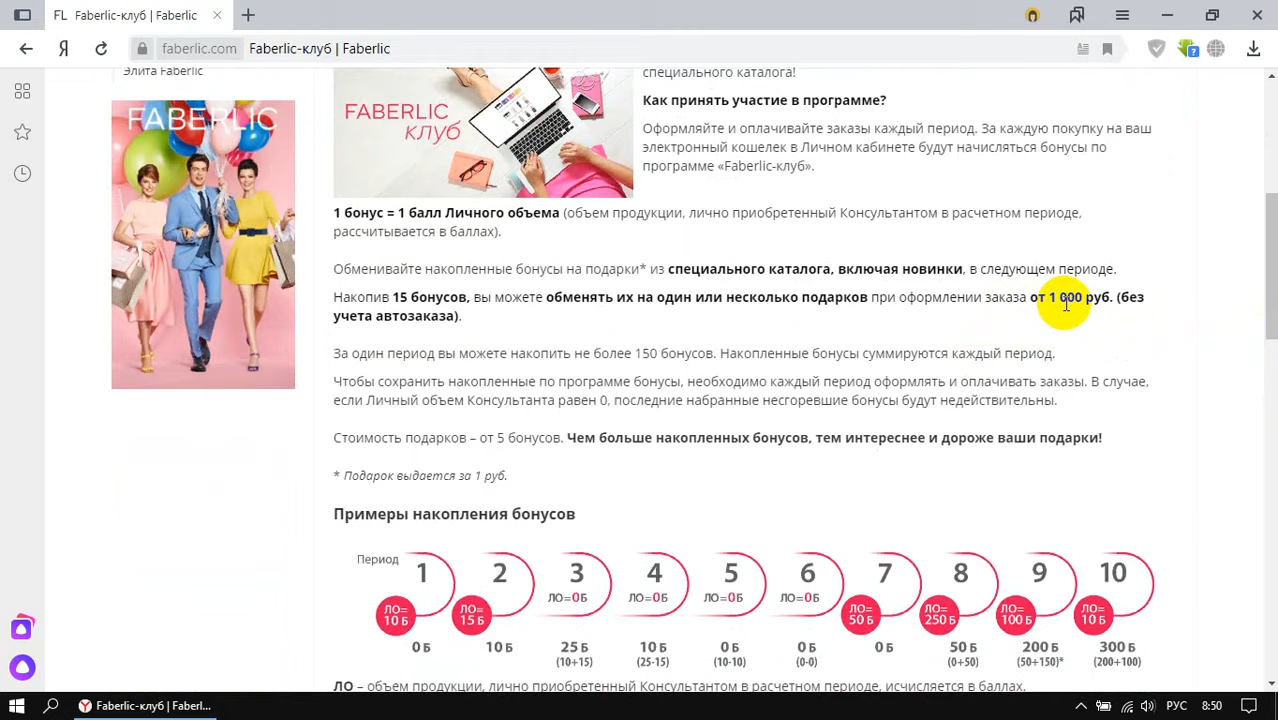 FL Faberlic-клуб | Faberlic
Я faberlic.com Faberlic-клуб | Faberlic
Элита Faberlic
FABERLIC
FABERLIC
клуб
специального каталога!
Как принять участие в программе?
Оформляйте и оплачивайте заказы каждый период. За каждую покупку на ваш
электронный кошелек в Личном кабинете будут начисляться бонусы по
программе «Faberlic-клуб».
1 бонус = 1 балл Личного объема (объем продукции, лично приобретенный Консультантом в расчетном периоде,
рассчитывается в баллах).
Обменивайте накопленные бонусы на подарки* из специального каталога, включая новинки, в следующем периоде.
Накопив 15 бонусов, вы можете обменять их на один или несколько подарков при оформлении заказа от 1 000 руб. (без
учета автозаказа).
За один период вы можете накопить не более 150 бонусов. Накопленные бонусы суммируются каждый период.
Чтобы сохранить накопленные по программе бонусы, необходимо каждый период оформлять и оплачивать заказы. В случае,
если Личный объем Консультанта равен 0, последние набранные несгоревшие бонусы будут недействительны.
Стоимость подарков – от 5 бонусов. Чем больше накопленных бонусов, тем интереснее и дороже ваши подарки!
* Подарок выдается за 1 руб.
Примеры накопления бонусов
Период 1 2 3 4 5 6 7 8 9 10
ЛО=0Б ЛО=0Б ЛО=0Б ЛО=0Б
ЛО= ЛО= ЛО= ЛО= ЛО= ЛО=
10 Б 15 Б 50 Б 250 Б 100 Б 10 Б
0 Б 10 Б 25 Б 10 Б 0 Б 0 Б 0 Б 50 Б 200 Б 300 Б
(10+15) (25-15) (10-10) (0-0) (0+50) (50+150)* (200+100)
ЛО – объем продукции, лично приобретенный Консультантом в расчетном периоде, исчисляется в баллах.
Faberlic-клуб | Faberl... РУС 8:50